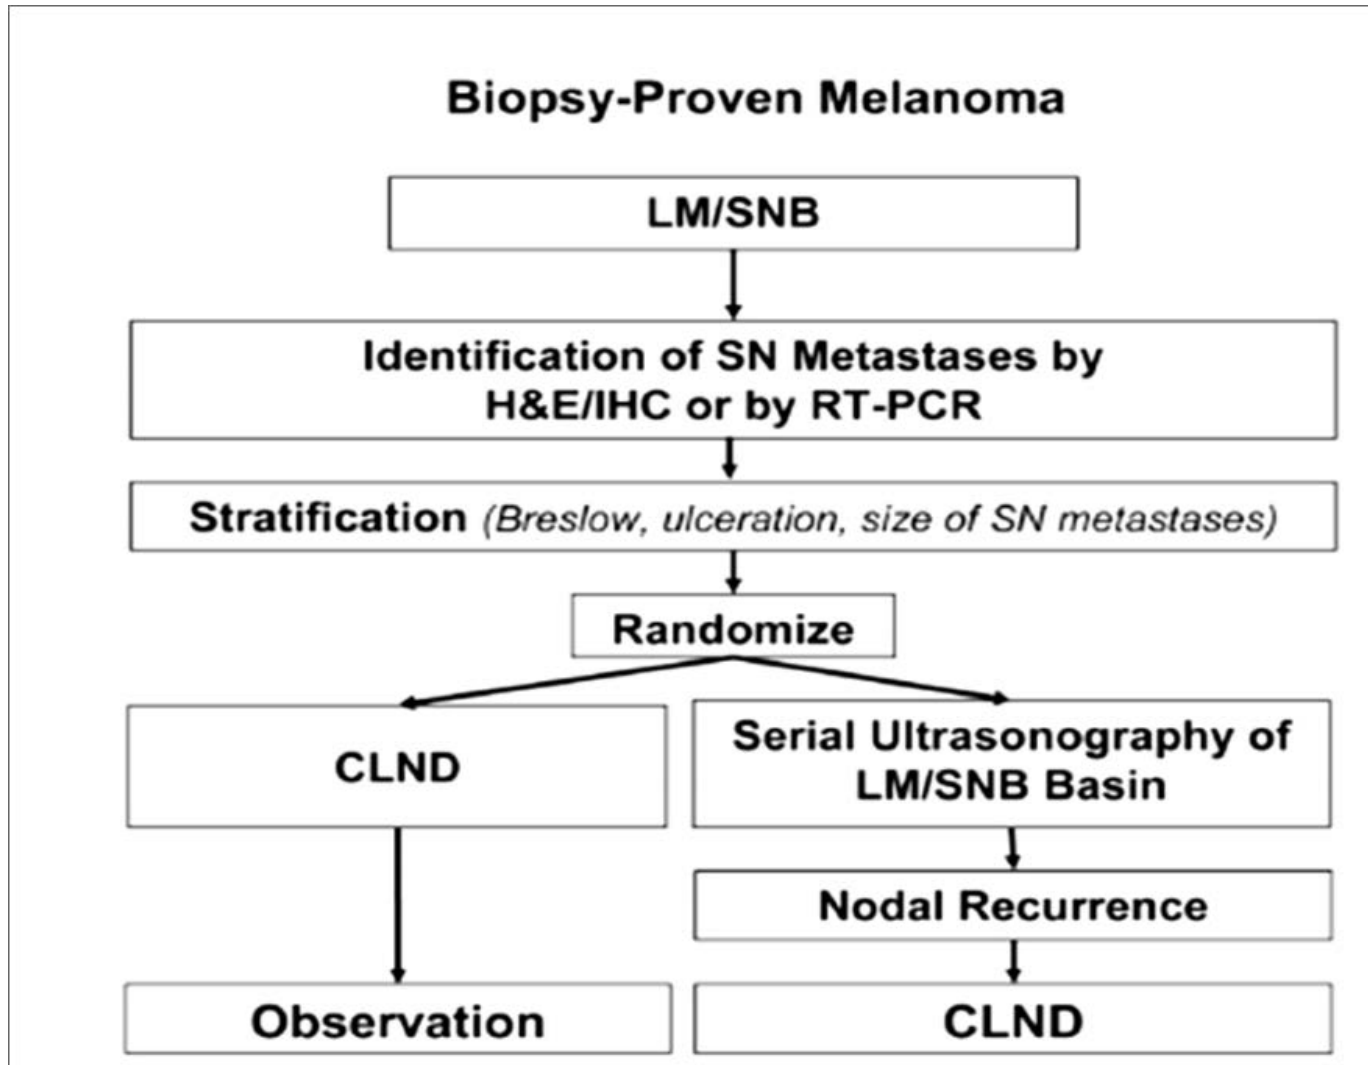 Biopsy-Proven Melanoma
LM/SNB
Identification of SN Metastases by
H&E/IHC or by RT-PCR
Stratification (Breslow, ulceration, size of SN metastases)
Randomize
CLND
Serial Ultrasonography of
LM/SNB Basin
Nodal Recurrence
Observation
CLND